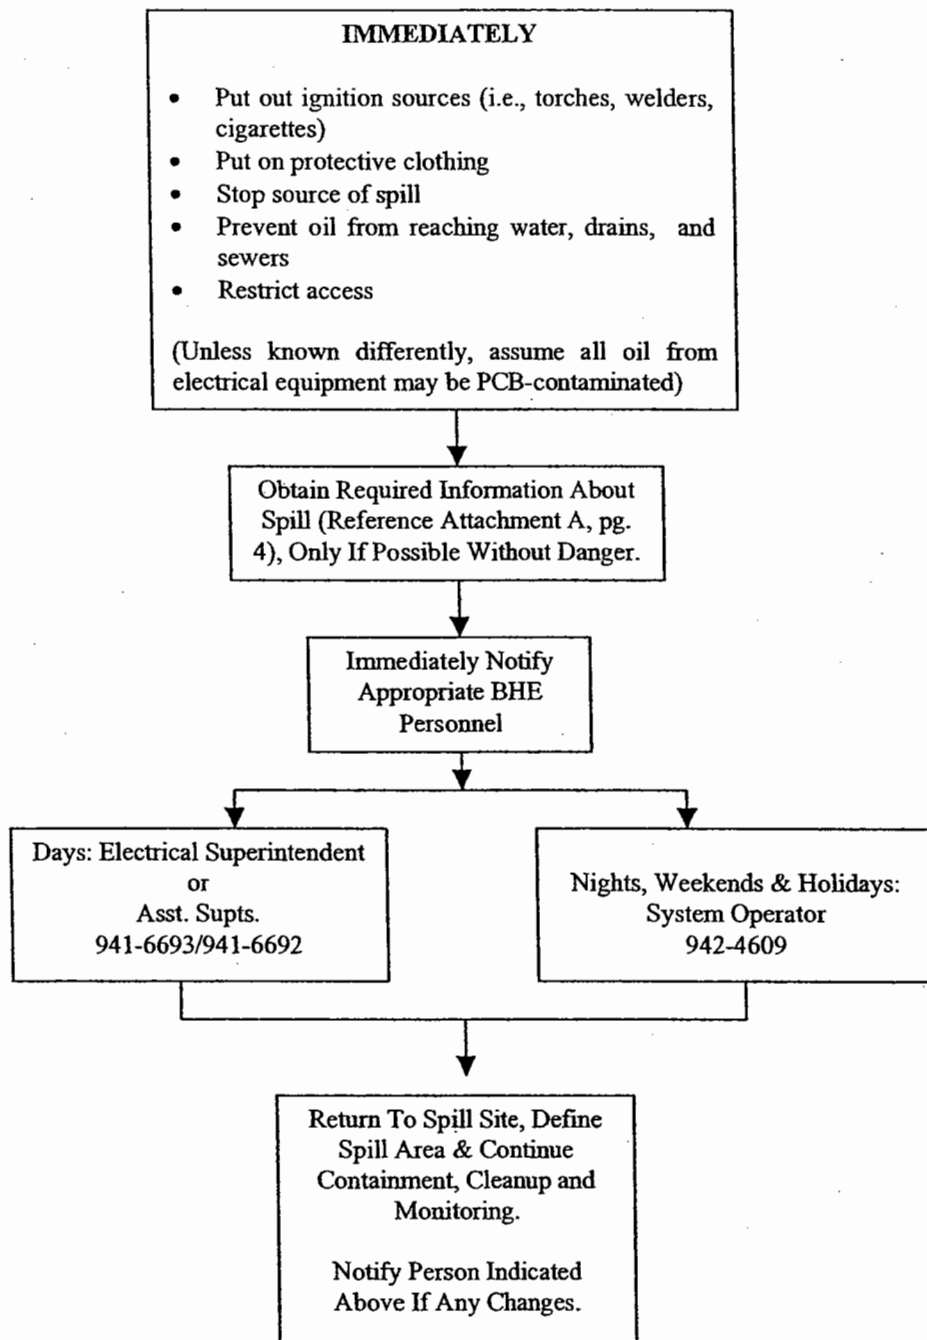 IMMEDIATELY
• Put out ignition sources (i.e., torches, welders,
cigarettes)
• Put on protective clothing
• Stop source of spill
• Prevent oil from reaching water, drains, and
sewers
• Restrict access
(Unless known differently, assume all oil from
electrical equipment may be PCB-contaminated)
Obtain Required Information About
Spill (Reference Attachment A, pg.
4), Only If Possible Without Danger.
Immediately Notify
Appropriate BHE
Personnel
Days: Electrical Superintendent
or
Asst. Supts.
941-6693/941-6692
Nights, Weekends & Holidays:
System Operator
942-4609
Return To Spill Site, Define
Spill Area & Continue
Containment, Cleanup and
Monitoring.
Notify Person Indicated
Above If Any Changes.